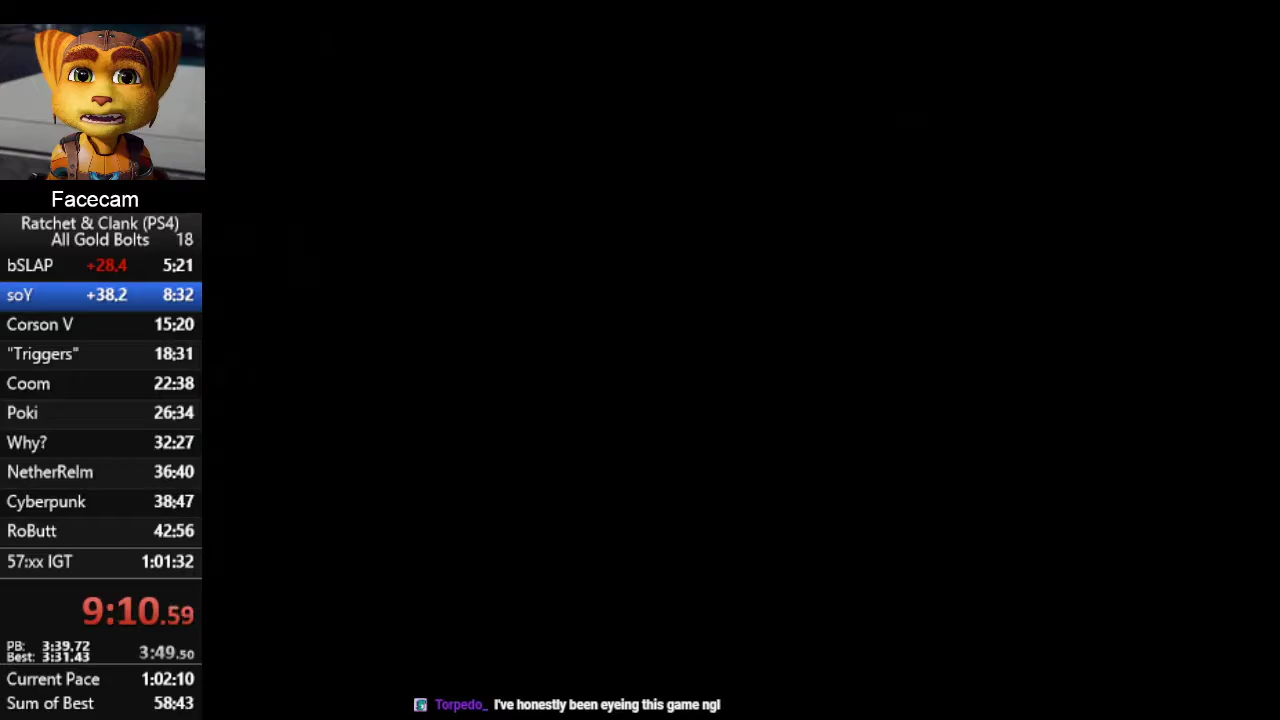 Facecam
Ratchet & Clank (PS4)
All Gold Bolts 18
bSLAP +28.4 5:21
soY +38.2 8:32
Corson V 15:20
"Triggers" 18:31
Coom 22:38
Poki 26:34
Why? 32:27
NetherRelm 36:40
Cyberpunk 38:47
RoButt 42:56
57:xx IGT 1:01:32
9:10.59
PB: 3:39.72
Best: 3:31.43 3:49.50
Current Pace 1:02:10
Sum of Best 58:43
Torpedo_ I've honestly been eyeing this game ngl